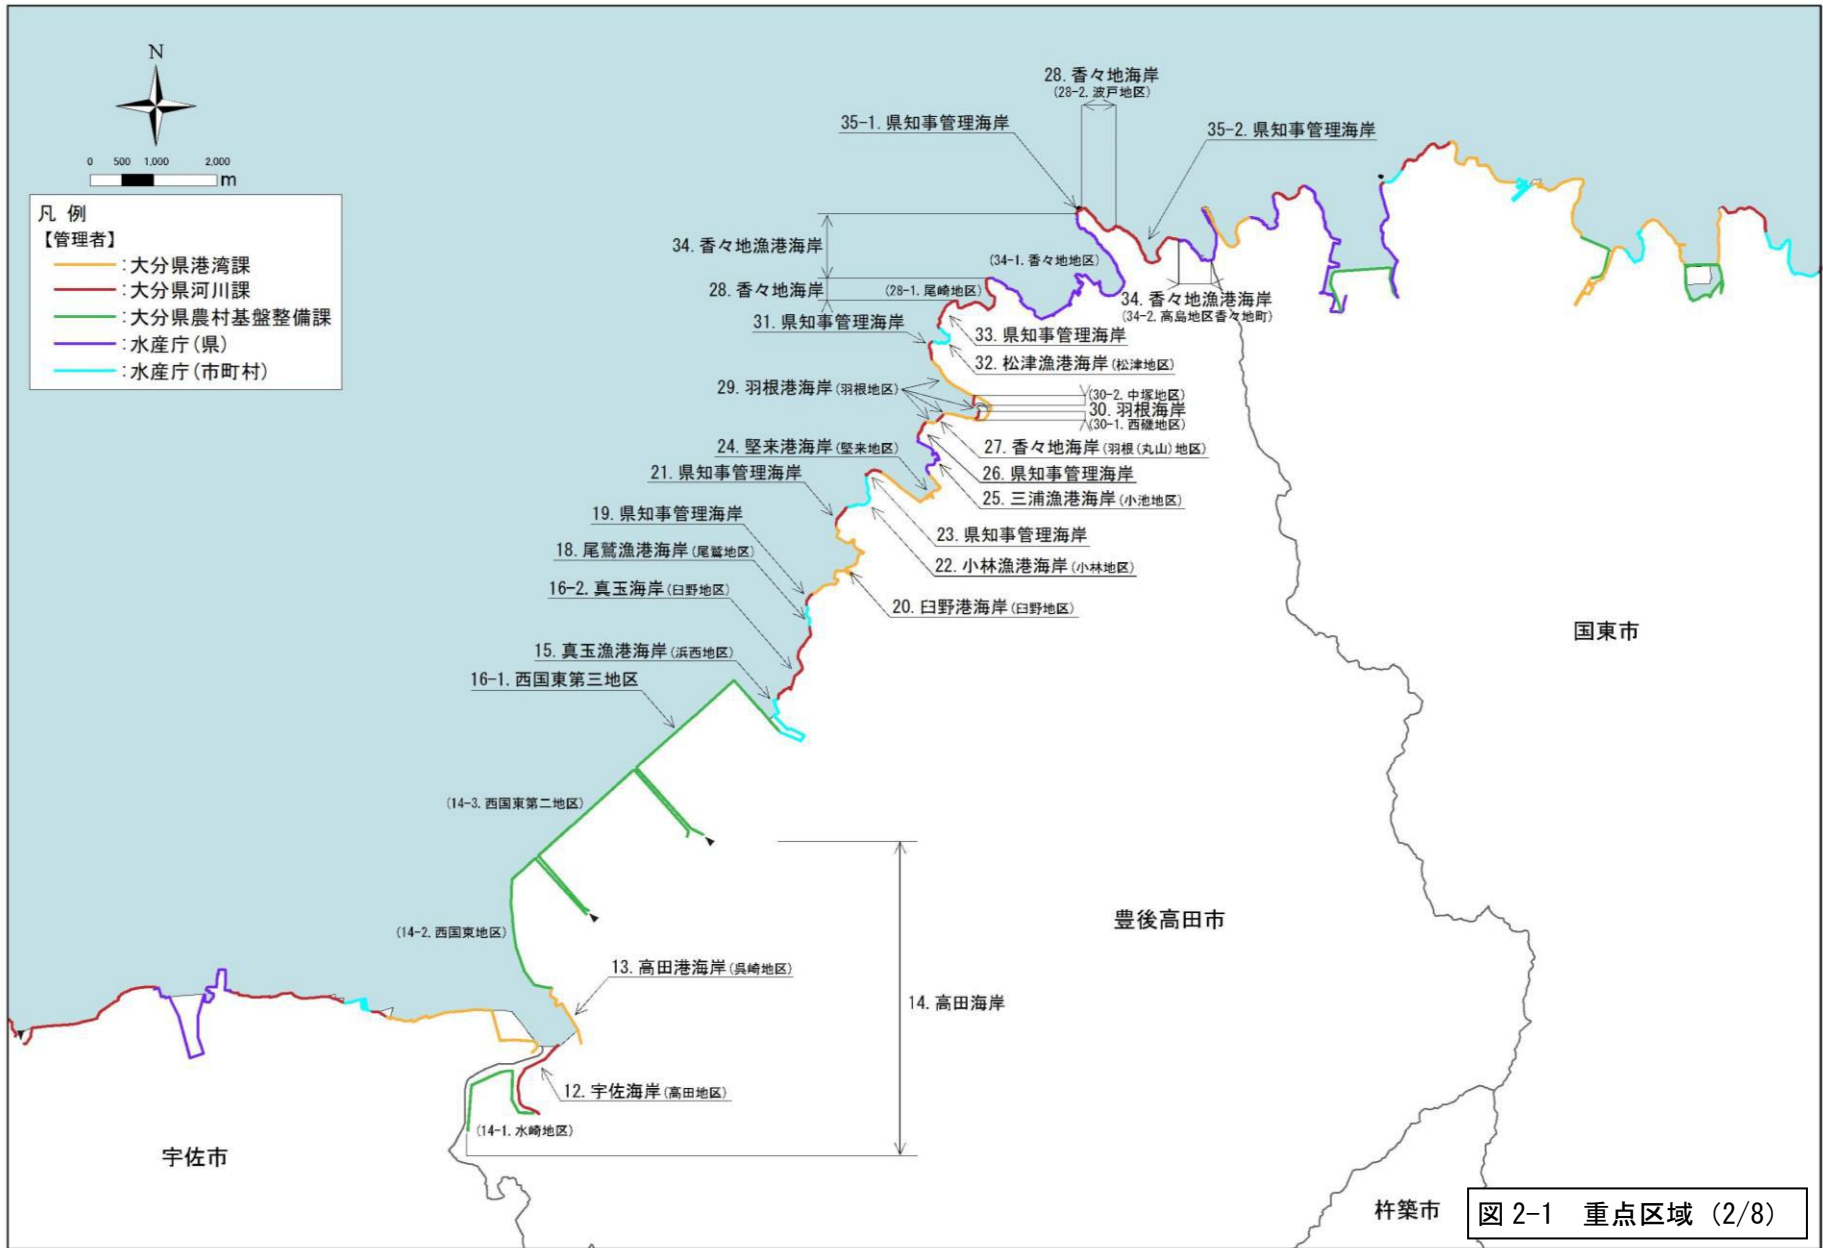 N
0 500 1,000 2,000
m
凡 例
【管理者】
:大分県港湾課
:大分県河川課
:大分県農村基盤整備課
:水産庁(県)
:水産庁(市町村)
28. 香々地海岸
(28-2. 波戸地区)
35-1. 県知事管理海岸
35-2. 県知事管理海岸
34. 香々地漁港海岸
(34-1. 香々地地区)
28. 香々地海岸
(28-1. 尾崎地区)
34. 香々地漁港海岸
(34-2. 高島地区香々地町)
31. 県知事管理海岸
33. 県知事管理海岸
32. 松津漁港海岸(松津地区)
29. 羽根港海岸(羽根地区)
(30-2. 中塚地区)
30. 羽根海岸
(30-1. 西磯地区)
24. 堅来港海岸(堅来地区)
27. 香々地海岸(羽根(丸山)地区)
21. 県知事管理海岸
26. 県知事管理海岸
25. 三浦漁港海岸(小池地区)
19. 県知事管理海岸
23. 県知事管理海岸
18. 尾鷲漁港海岸(尾鷲地区)
22. 小林漁港海岸(小林地区)
16-2. 真玉海岸(臼野地区)
20. 臼野港海岸(臼野地区)
国東市
15. 真玉漁港海岸(浜西地区)
16-1. 西国東第三地区
(14-3. 西国東第二地区)
豊後高田市
(14-2. 西国東地区)
13. 高田港海岸(呉崎地区)
14. 高田海岸
12. 宇佐海岸(高田地区)
(14-1. 水崎地区)
宇佐市
杵築市
図 2-1 重点区域 (2/8)